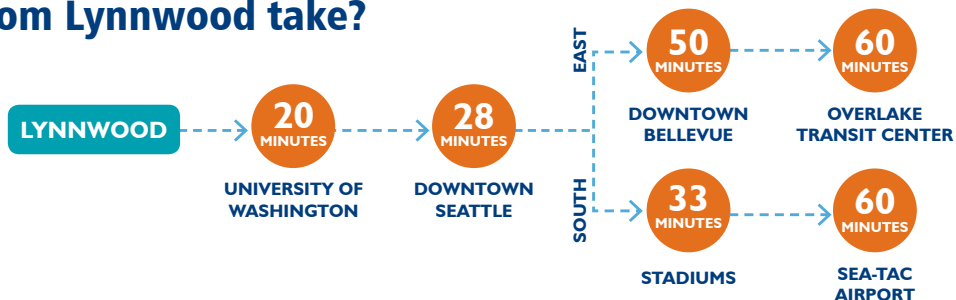 om Lynnwood take?
LYNNWOOD
20
MINUTES
UNIVERSITY OF
WASHINGTON
28
MINUTES
DOWNTOWN
SEATTLE
EAST
50
MINUTES
DOWNTOWN
BELLEVUE
60
MINUTES
OVERLAKE
TRANSIT CENTER
SOUTH
33
MINUTES
STADIUMS
60
MINUTES
SEA-TAC
AIRPORT